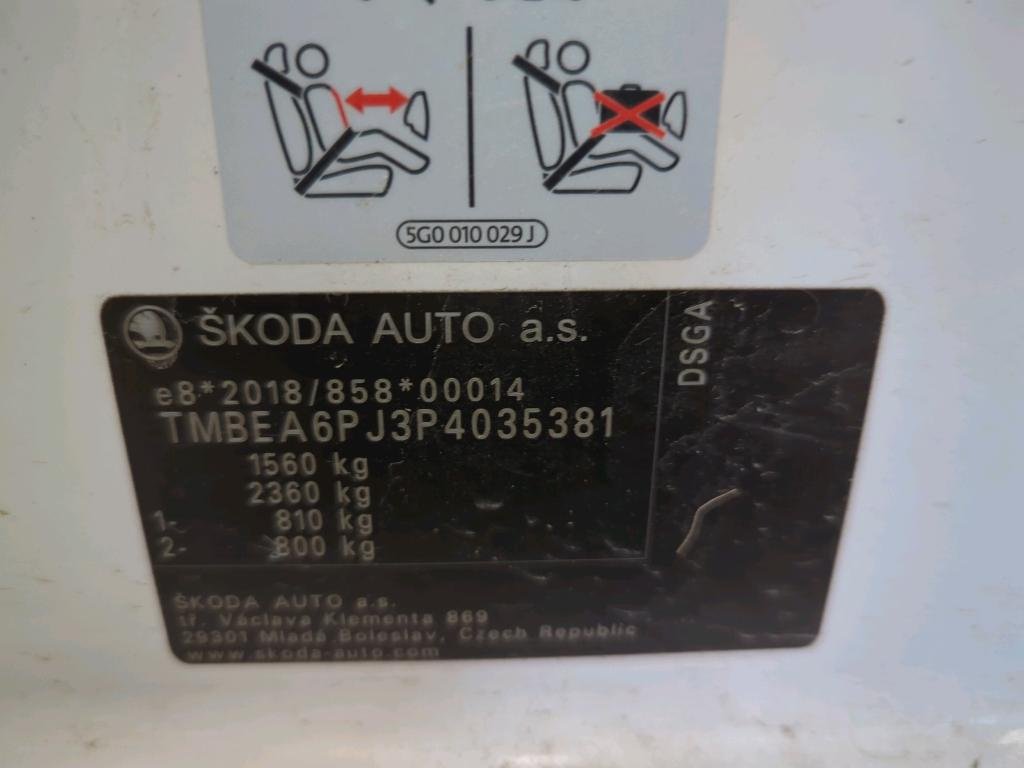 5G0 010 029 J
ŠKODA AUTO a.s.
DSGA
e8*2018/858*00014
TMBEA6PJ3P4035381
1560 kg
2360 kg
1- 810 kg
2- 800 kg
ŠKODA AUTO a.s.
tř. Václava Klementa 869
29301 Mladá Boleslav, Czech Republic
www.skoda-auto.com